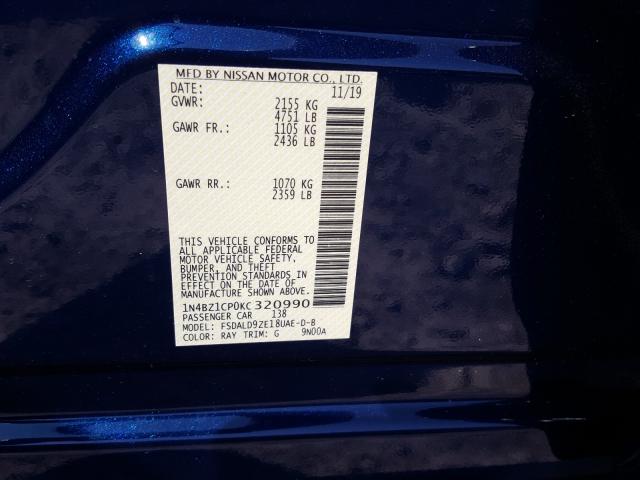 MFD BY NISSAN MOTOR CO., LTD.
DATE: 11/19
GVWR: 2155 KG
4751 LB
GAWR FR.: 1105 KG
2436 LB
GAWR RR.: 1070 KG
2359 LB
THIS VEHICLE CONFORMS TO
ALL APPLICABLE FEDERAL
MOTOR VEHICLE SAFETY,
BUMPER, AND THEFT
PREVENTION STANDARDS
IN EFFECT ON THE DATE OF
MANUFACTURE SHOWN ABOVE.
1N4BZ1CP0KC320990
PASSENGER CAR 138
MODEL: FSDALD9ZE18UAE-D-B
COLOR: RAY TRIM: G 9N00A